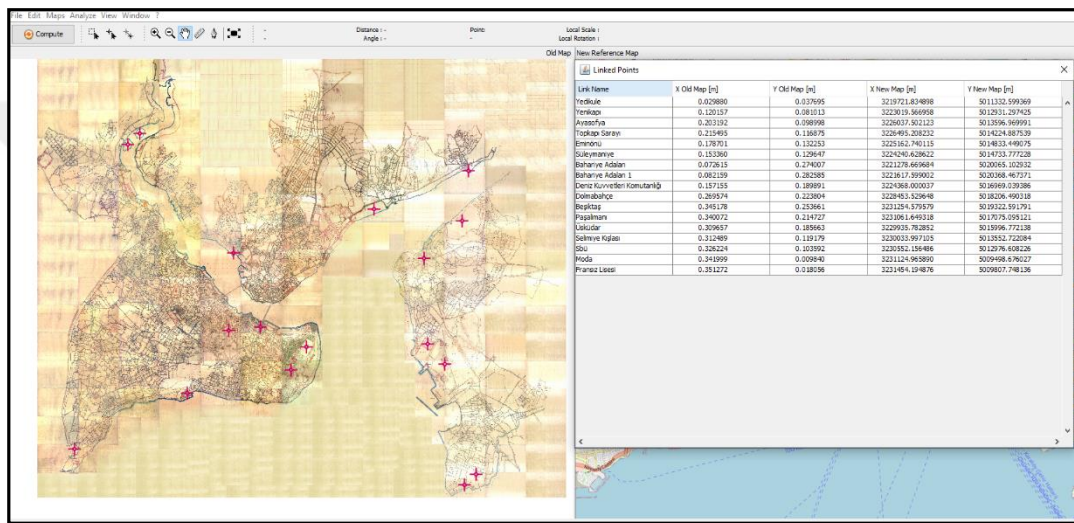 File Edit Maps Analyze View Window ?
Compute
Distance : -
Angle : -
Point:
-
Local Scale :
Local Rotation :
Old Map
New Reference Map
Linked Points
Link Name X Old Map [m] Y Old Map [m] X New Map [m] Y New Map [m]
Yedikule 0.029880 0.037695 3219721.834898 5011332.599369
Yenikapı 0.120157 0.081013 3223019.566958 5012931.297425
Ayasofya 0.203192 0.098998 3226037.502123 5013596.969991
Topkapı Sarayı 0.215495 0.116875 3226495.208232 5014224.887539
Eminönü 0.178701 0.132253 3225162.740115 5014833.449075
Süleymaniye 0.153360 0.129647 3224240.628622 5014733.777228
Bahariye Adaları 0.072615 0.274007 3221278.669684 5020065.102932
Bahariye Adaları 1 0.082159 0.282585 3221617.599002 5020368.467371
Deniz Kuvvetleri Komutanlığı 0.157155 0.189891 3224368.000037 5016969.039386
Dolmabahçe 0.269574 0.223804 3228453.529648 5018206.490318
Beşiktaş 0.345178 0.253661 3231254.579579 5019322.591791
Paşalimanı 0.340072 0.214727 3231061.649318 5017075.095121
Üsküdar 0.309657 0.185663 3229935.782852 5015996.772138
Selimiye Kışlası 0.312489 0.119179 3230033.997105 5013552.722084
Sbü 0.326224 0.103592 3230552.156486 5012976.608226
Moda 0.341999 0.009840 3231124.965890 5009498.676027
Fransız Lisesi 0.351272 0.018056 3231454.194876 5009807.748136